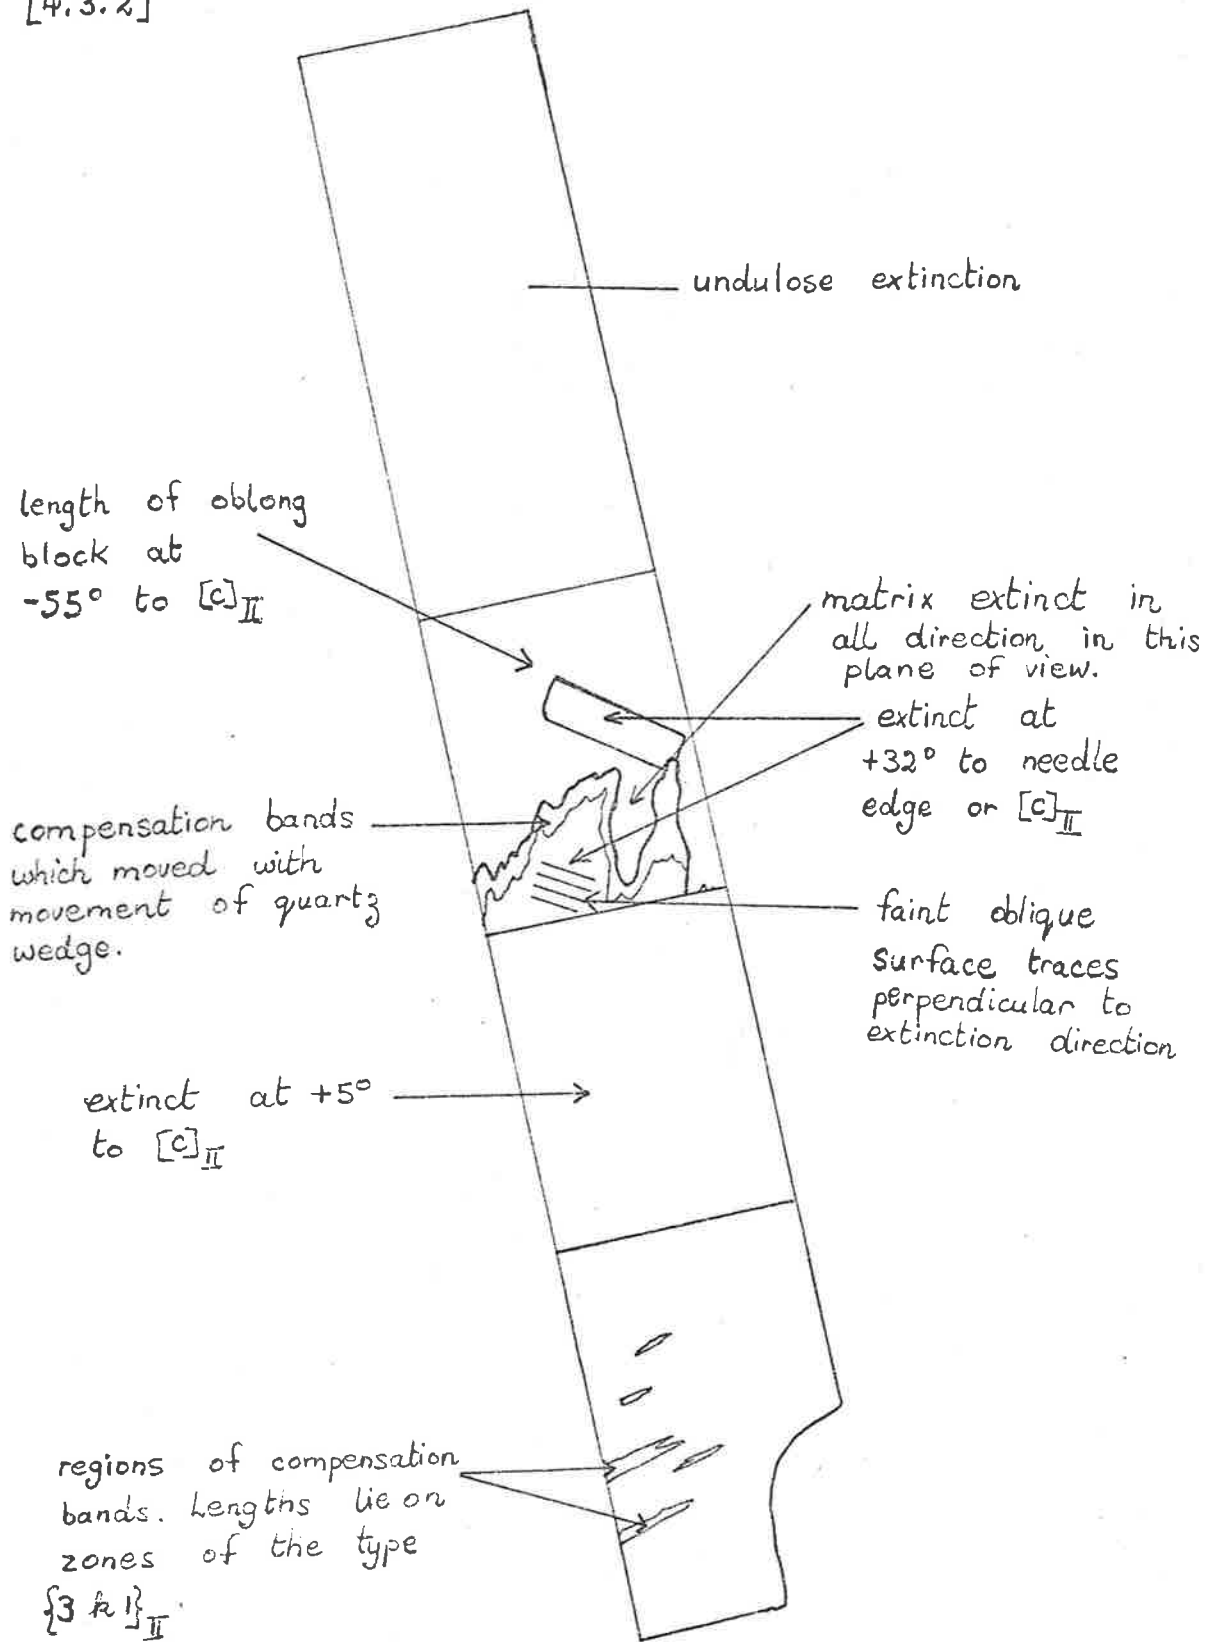 [4.3.2]
undulose extinction
length of oblong
block at
-55° to [c]II
matrix extinct in
all direction in this
plane of view.
extinct at
+32° to needle
edge or [c]II
compensation bands
which moved with
movement of quartz
wedge.
faint oblique
surface traces
perpendicular to
extinction direction
extinct at +5°
to [c]II
regions of compensation
bands. Lengths lie on
zones of the type
{3 k 1}II.